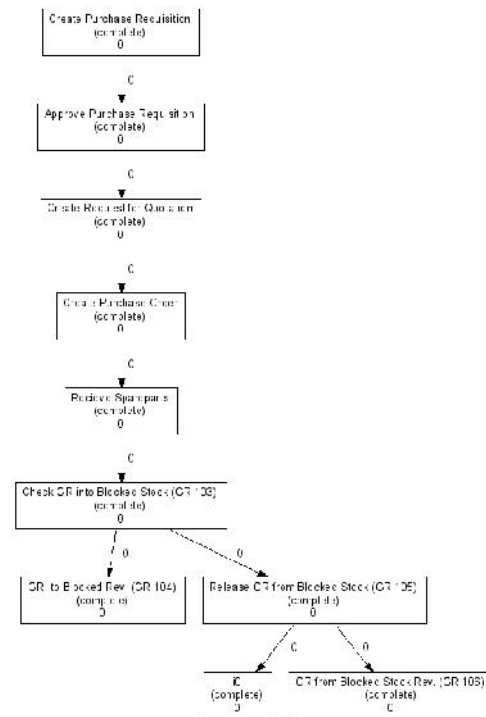 Create Purchase Requisition
(complete)
0
0
Approve Purchase Requisition
(complete)
0
0
Create Request for Quotation
(complete)
0
0
Create Purchase Order
(complete)
0
0
Recieve Spareparts
(complete)
0
0
Check GR into Blocked Stock (GR 103)
(complete)
0
0
0
GR to Blocked Rev. (GR 104)
(complete)
0
Release GR from Blocked Stock (GR 105)
(complete)
0
0
0
(complete)
0
GR from Blocked Stock Rev. (GR 106)
(complete)
0